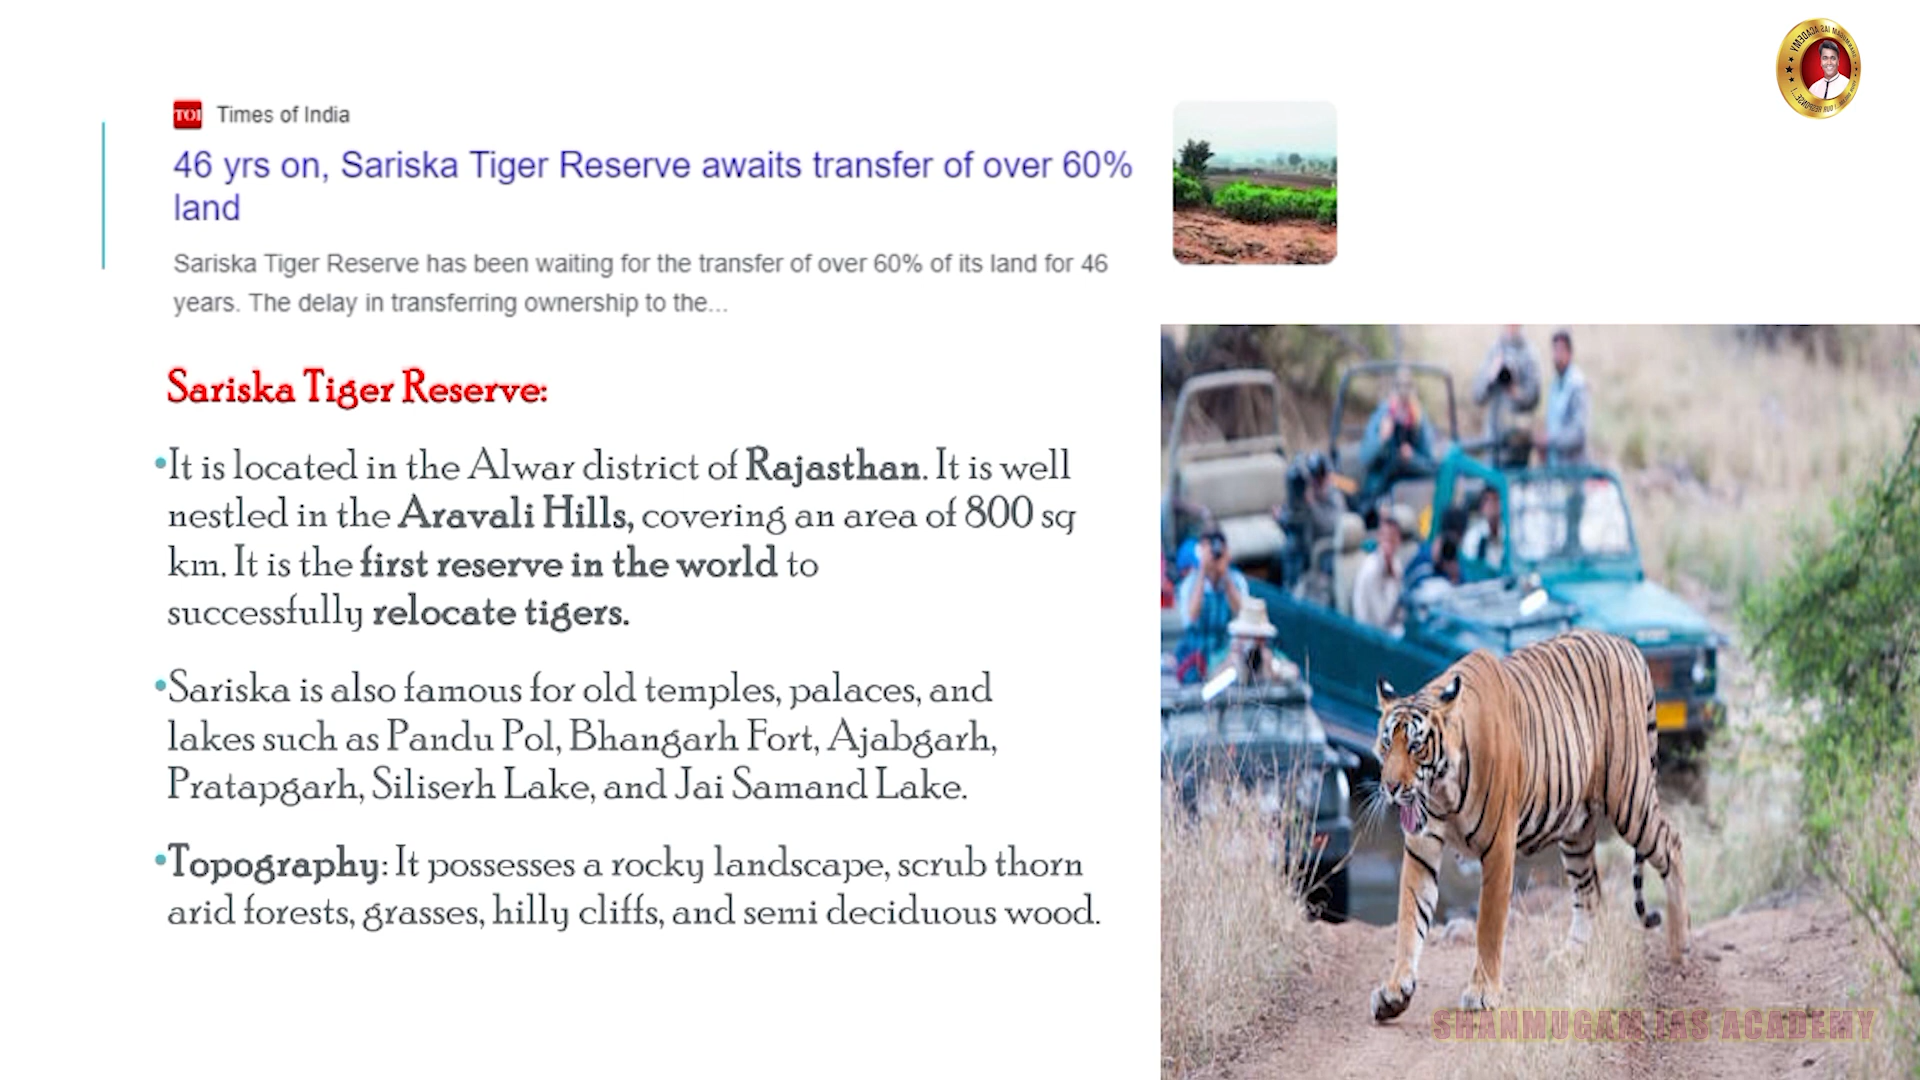 TOI Times of India
46 yrs on, Sariska Tiger Reserve awaits transfer of over 60%
land
Sariska Tiger Reserve has been waiting for the transfer of over 60% of its land for 46
years. The delay in transferring ownership to the...
Sariska Tiger Reserve:
•It is located in the Alwar district of Rajasthan. It is well
nestled in the Aravali Hills, covering an area of 800 sq
km. It is the first reserve in the world to
successfully relocate tigers.
•Sariska is also famous for old temples, palaces, and
lakes such as Pandu Pol, Bhangarh Fort, Ajabgarh,
Pratapgarh, Siliserh Lake, and Jai Samand Lake.
•Topography: It possesses a rocky landscape, scrub thorn
arid forests, grasses, hilly cliffs, and semi deciduous wood.
SHANMUGAM IAS ACADEMY